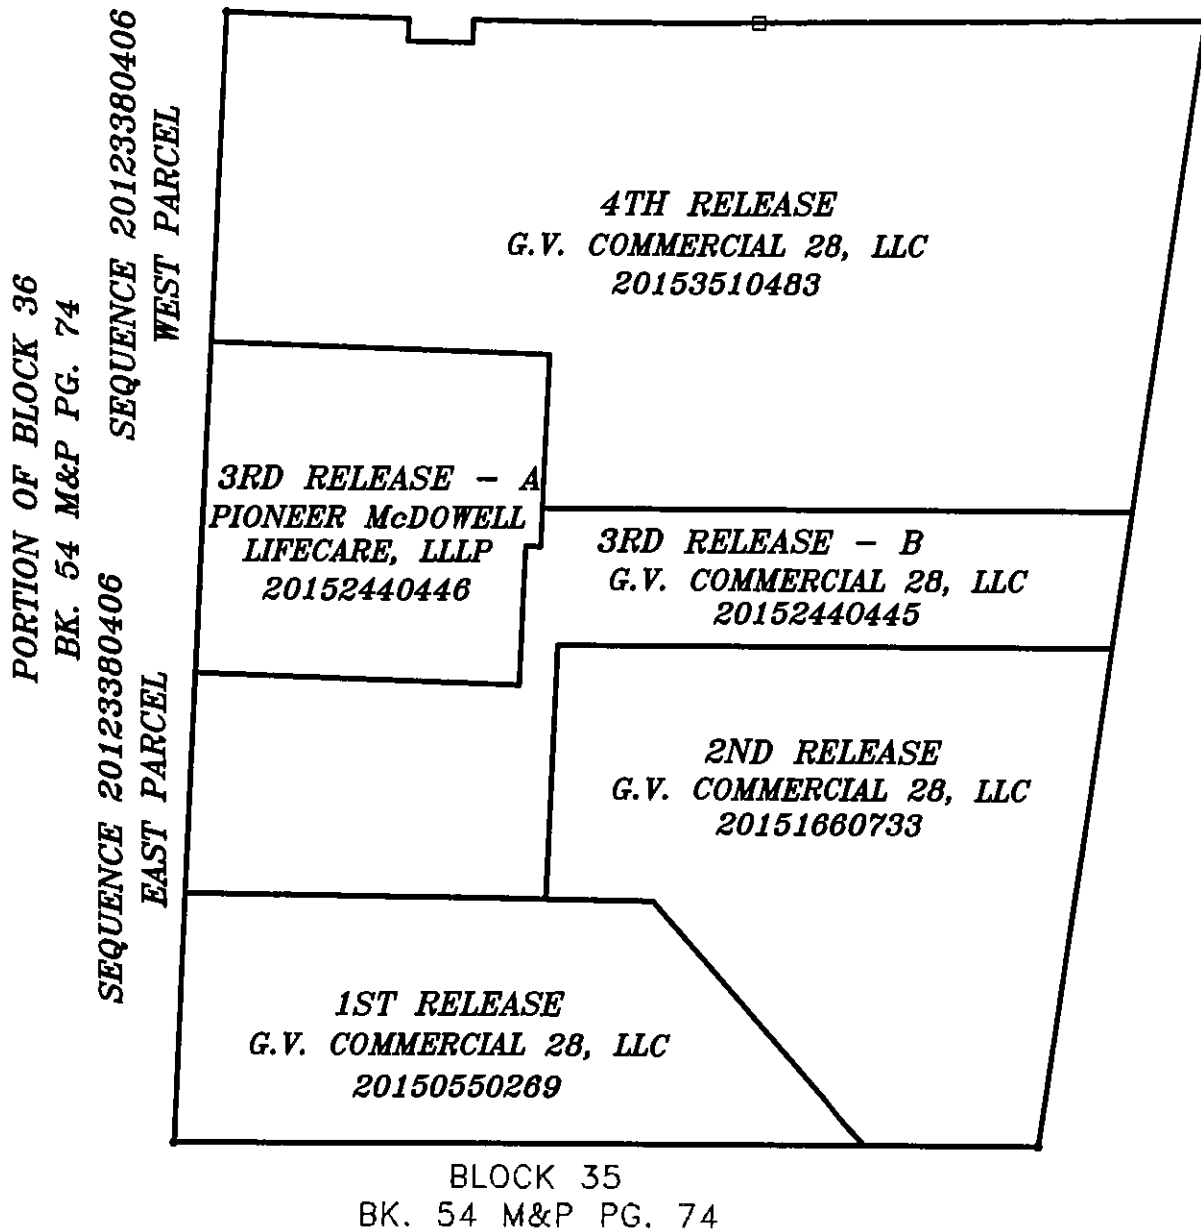 PORTION OF BLOCK 36
BK. 54 M&P PG. 74
SEQUENCE 20123380406
WEST PARCEL
SEQUENCE 20123380406
EAST PARCEL
4TH RELEASE
G.V. COMMERCIAL 28, LLC
20153510483
3RD RELEASE - A
PIONEER McDOWELL
LIFECARE, LLLP
20152440446
3RD RELEASE - B
G.V. COMMERCIAL 28, LLC
20152440445
2ND RELEASE
G.V. COMMERCIAL 28, LLC
20151660733
1ST RELEASE
G.V. COMMERCIAL 28, LLC
20150550269
BLOCK 35
BK. 54 M&P PG. 74